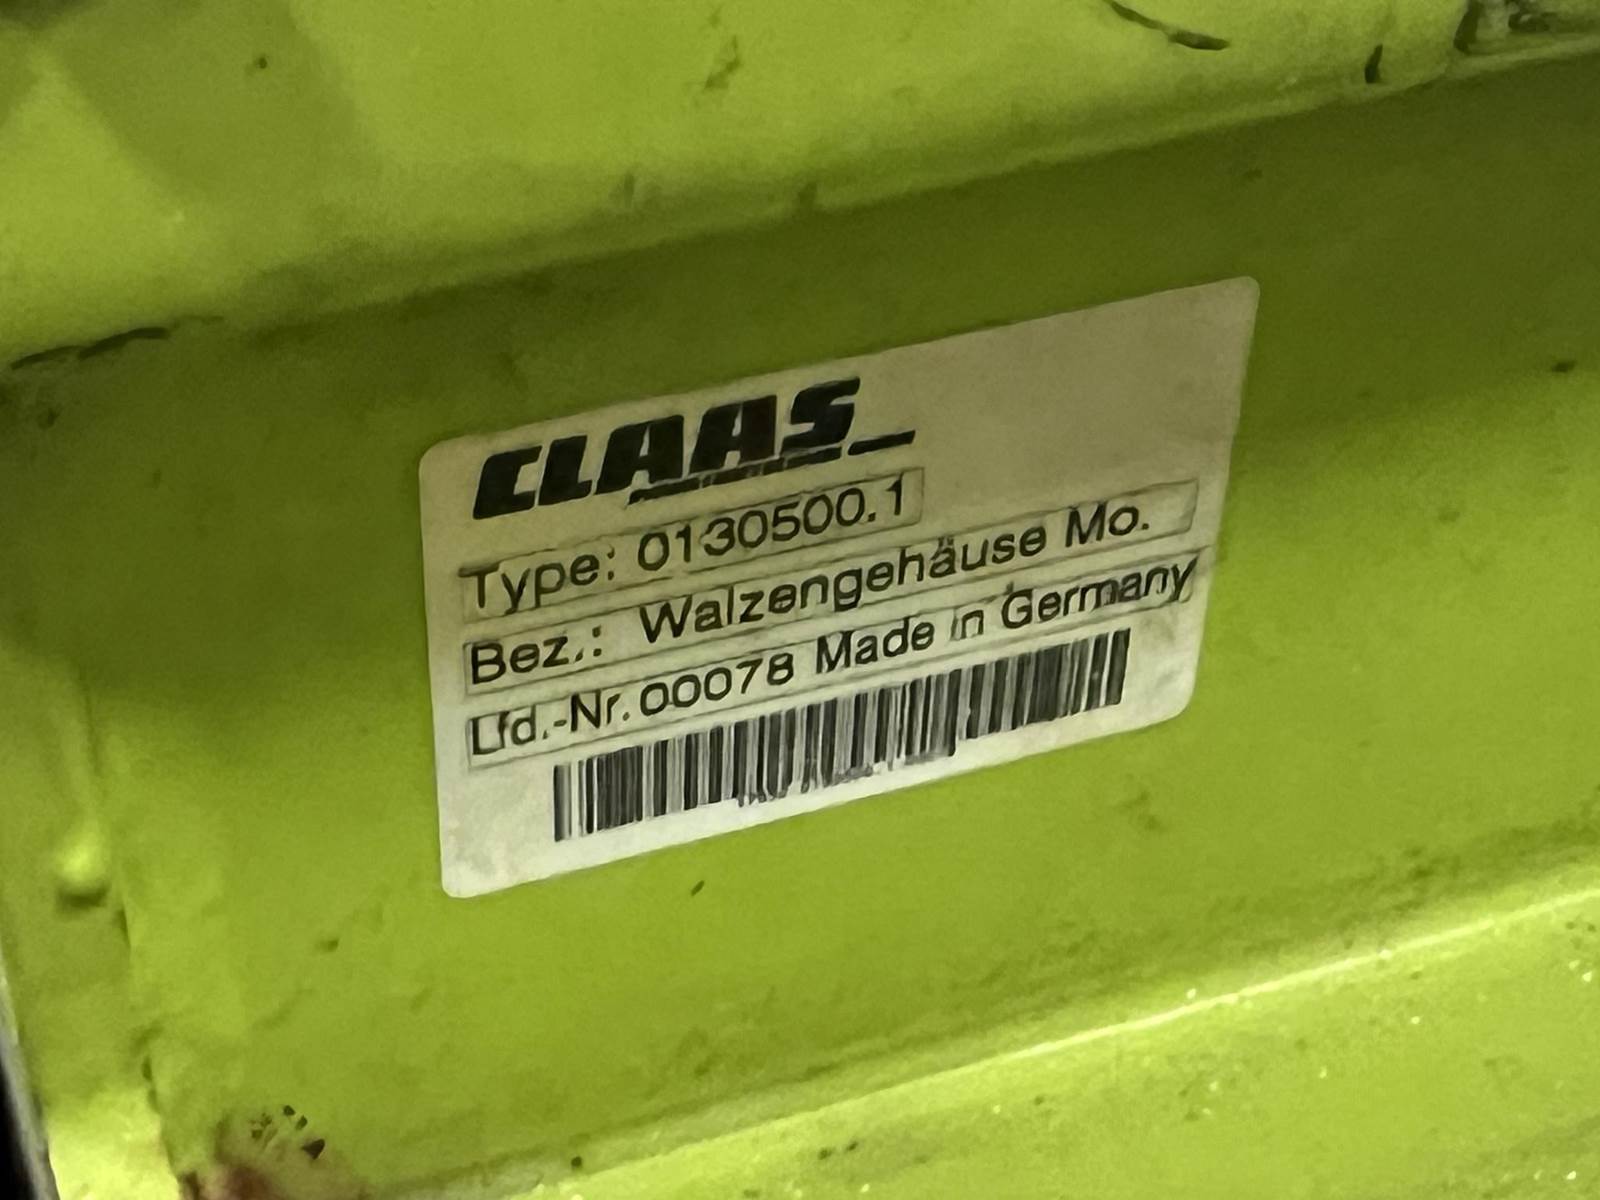 CLAAS
Type: 0130500.1
Bez.: Walzengehäuse Mo.
Lfd.-Nr. 00078 Made in Germany